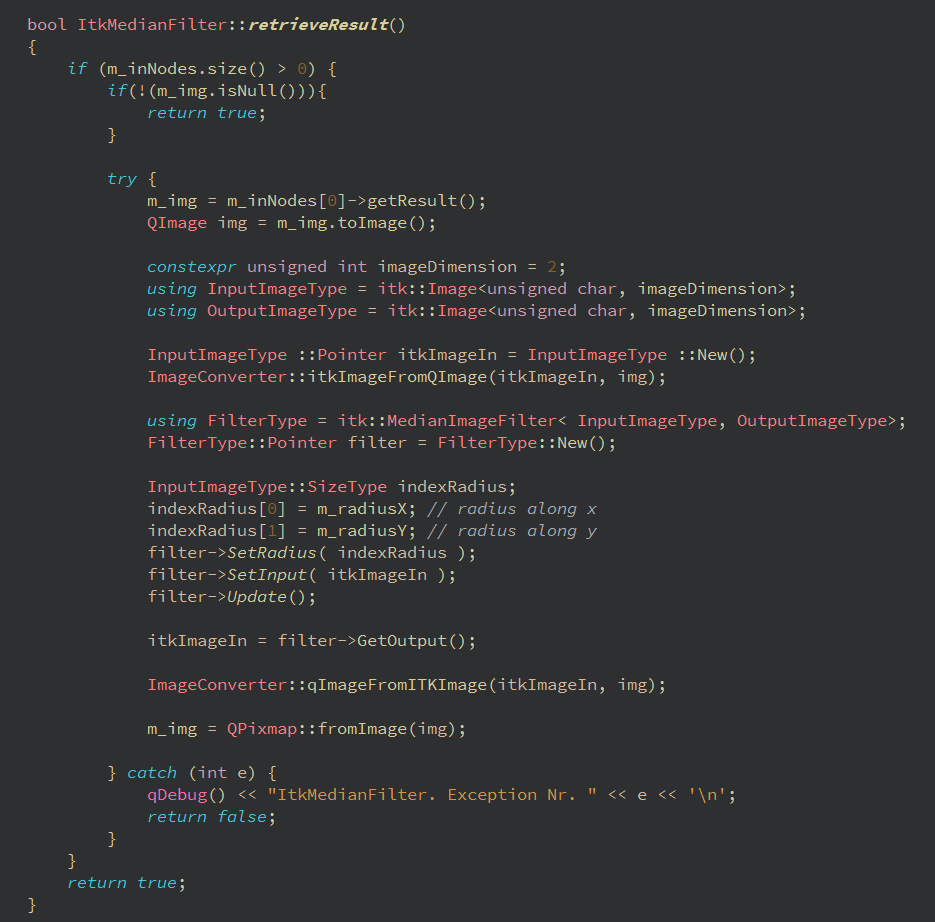 bool ItkMedianFilter::retrieveResult()
{
    if (m_inNodes.size() > 0) {
        if(!(m_img.isNull())){
            return true;
        }

        try {
            m_img = m_inNodes[0]->getResult();
            QImage img = m_img.toImage();

            constexpr unsigned int imageDimension = 2;
            using InputImageType = itk::Image<unsigned char, imageDimension>;
            using OutputImageType = itk::Image<unsigned char, imageDimension>;

            InputImageType ::Pointer itkImageIn = InputImageType ::New();
            ImageConverter::itkImageFromQImage(itkImageIn, img);

            using FilterType = itk::MedianImageFilter< InputImageType, OutputImageType>;
            FilterType::Pointer filter = FilterType::New();

            InputImageType::SizeType indexRadius;
            indexRadius[0] = m_radiusX; // radius along x
            indexRadius[1] = m_radiusY; // radius along y
            filter->SetRadius( indexRadius );
            filter->SetInput( itkImageIn );
            filter->Update();

            itkImageIn = filter->GetOutput();

            ImageConverter::qImageFromITKImage(itkImageIn, img);

            m_img = QPixmap::fromImage(img);

        } catch (int e) {
            qDebug() << "ItkMedianFilter. Exception Nr. " << e << '\n';
            return false;
        }
    }
    return true;
}